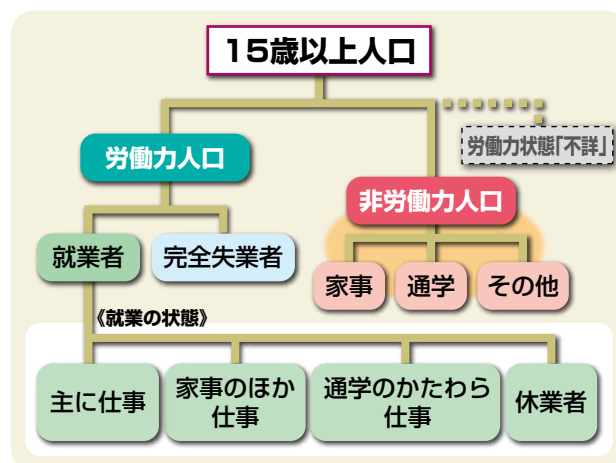 15歳以上人口
労働力状態「不詳」
労働力人口
非労働力人口
就業者
完全失業者
家事
通学
その他
《就業の状態》
主に仕事
家事のほか
仕事
通学のかたわら
仕事
休業者